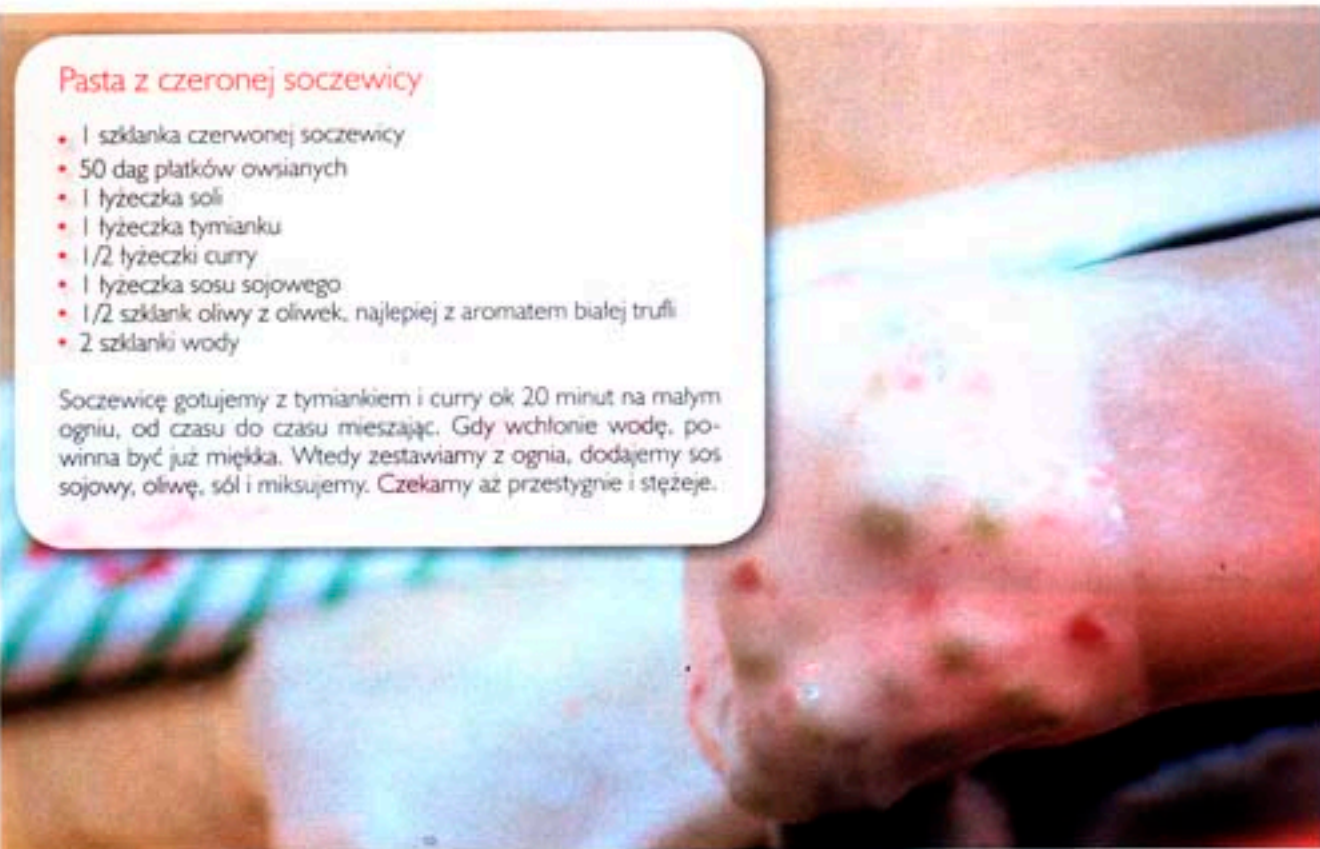 Pasta z czeronej soczewicy
• 1 szklanka czerwonej soczewicy
• 50 dag płatków owsianych
• 1 łyżeczka soli
• 1 łyżeczka tymianku
• 1/2 łyżeczki curry
• 1 łyżeczka sosu sojowego
• 1/2 szklank oliwy z oliwek, najlepiej z aromatem białej trufli
• 2 szklanki wody
Soczewicę gotujemy z tymiankiem i curry ok 20 minut na małym
ogniu, od czasu do czasu mieszając. Gdy wchłonie wodę, po-
winna być już miękka. Wtedy zestawiamy z ognia, dodajemy sos
sojowy, oliwę, sól i miksujemy. Czekamy aż przestygnie i stężeje.